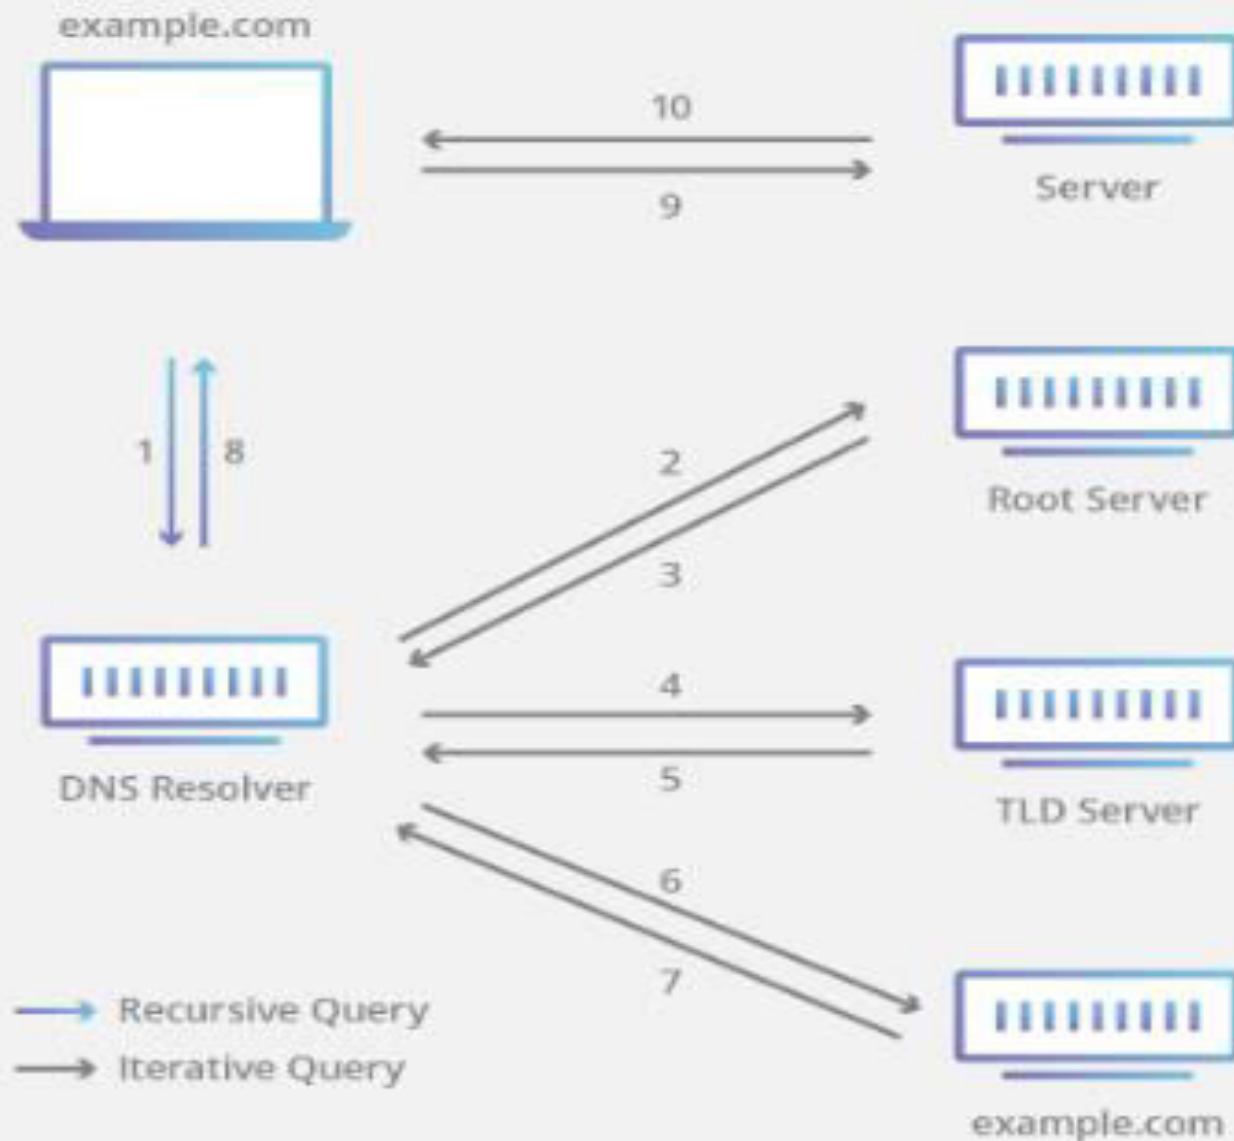 example.com
10
9
Server
1
8
2
Root Server
3
4
DNS Resolver
5
TLD Server
6
7
Recursive Query
Iterative Query
example.com